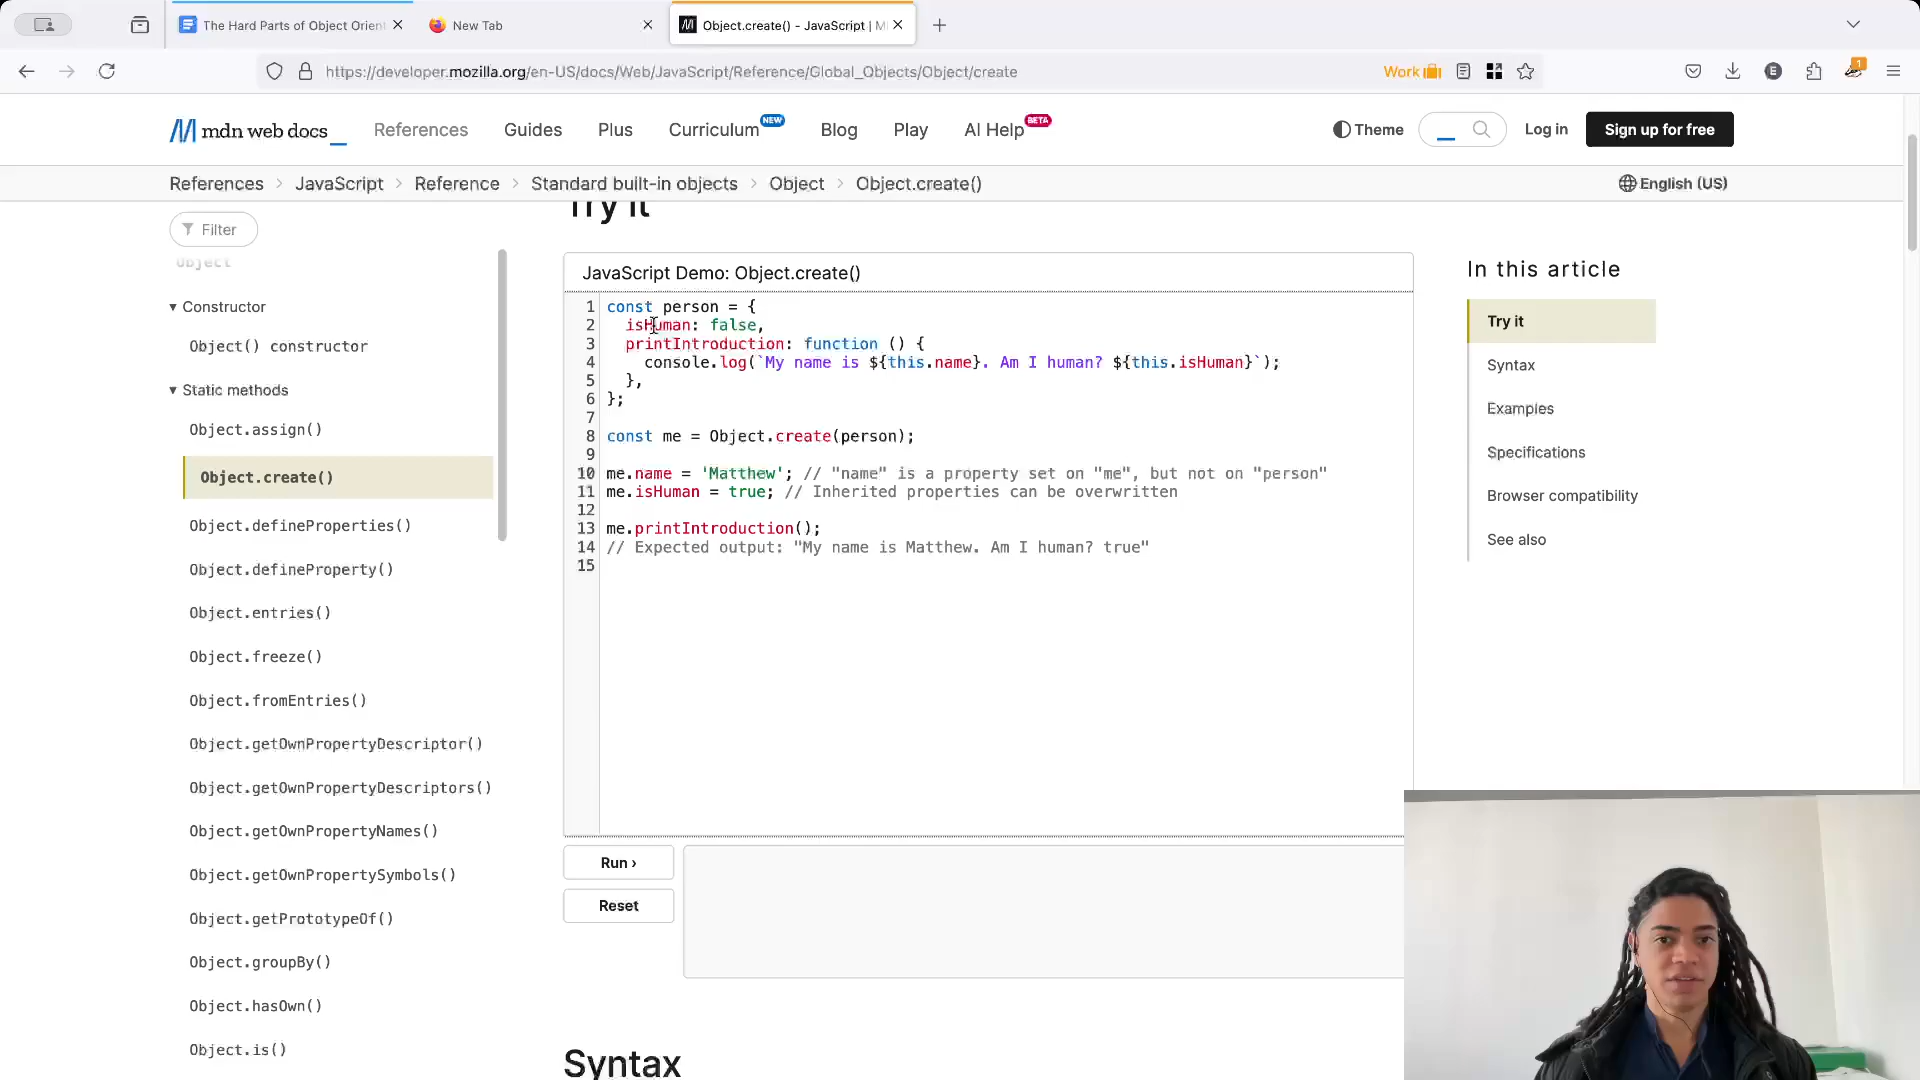 The Hard Parts of Object Orien
New Tab
Object.create() - JavaScript | M
https://developer.mozilla.org/en-US/docs/Web/JavaScript/Reference/Global_Objects/Object/create
Work
E
1
mdn web docs
References
Guides
Plus
Curriculum
NEW
Blog
Play
AI Help
BETA
Theme
Log in
Sign up for free
References > JavaScript > Reference > Standard built-in objects > Object > Object.create()
English (US)
Filter
Object
Constructor
Object() constructor
Static methods
Object.assign()
Object.create()
Object.defineProperties()
Object.defineProperty()
Object.entries()
Object.freeze()
Object.fromEntries()
Object.getOwnPropertyDescriptor()
Object.getOwnPropertyDescriptors()
Object.getOwnPropertyNames()
Object.getOwnPropertySymbols()
Object.getPrototypeOf()
Object.groupBy()
Object.hasOwn()
Object.is()
Try it
JavaScript Demo: Object.create()
1 const person = {
2 isHuman: false,
3 printIntroduction: function () {
4 console.log(`My name is ${this.name}. Am I human? ${this.isHuman}`);
5 },
6 };
7
8 const me = Object.create(person);
9
10 me.name = 'Matthew'; // "name" is a property set on "me", but not on "person"
11 me.isHuman = true; // Inherited properties can be overwritten
12
13 me.printIntroduction();
14 // Expected output: "My name is Matthew. Am I human? true"
15
Run ›
Reset
Syntax
In this article
Try it
Syntax
Examples
Specifications
Browser compatibility
See also